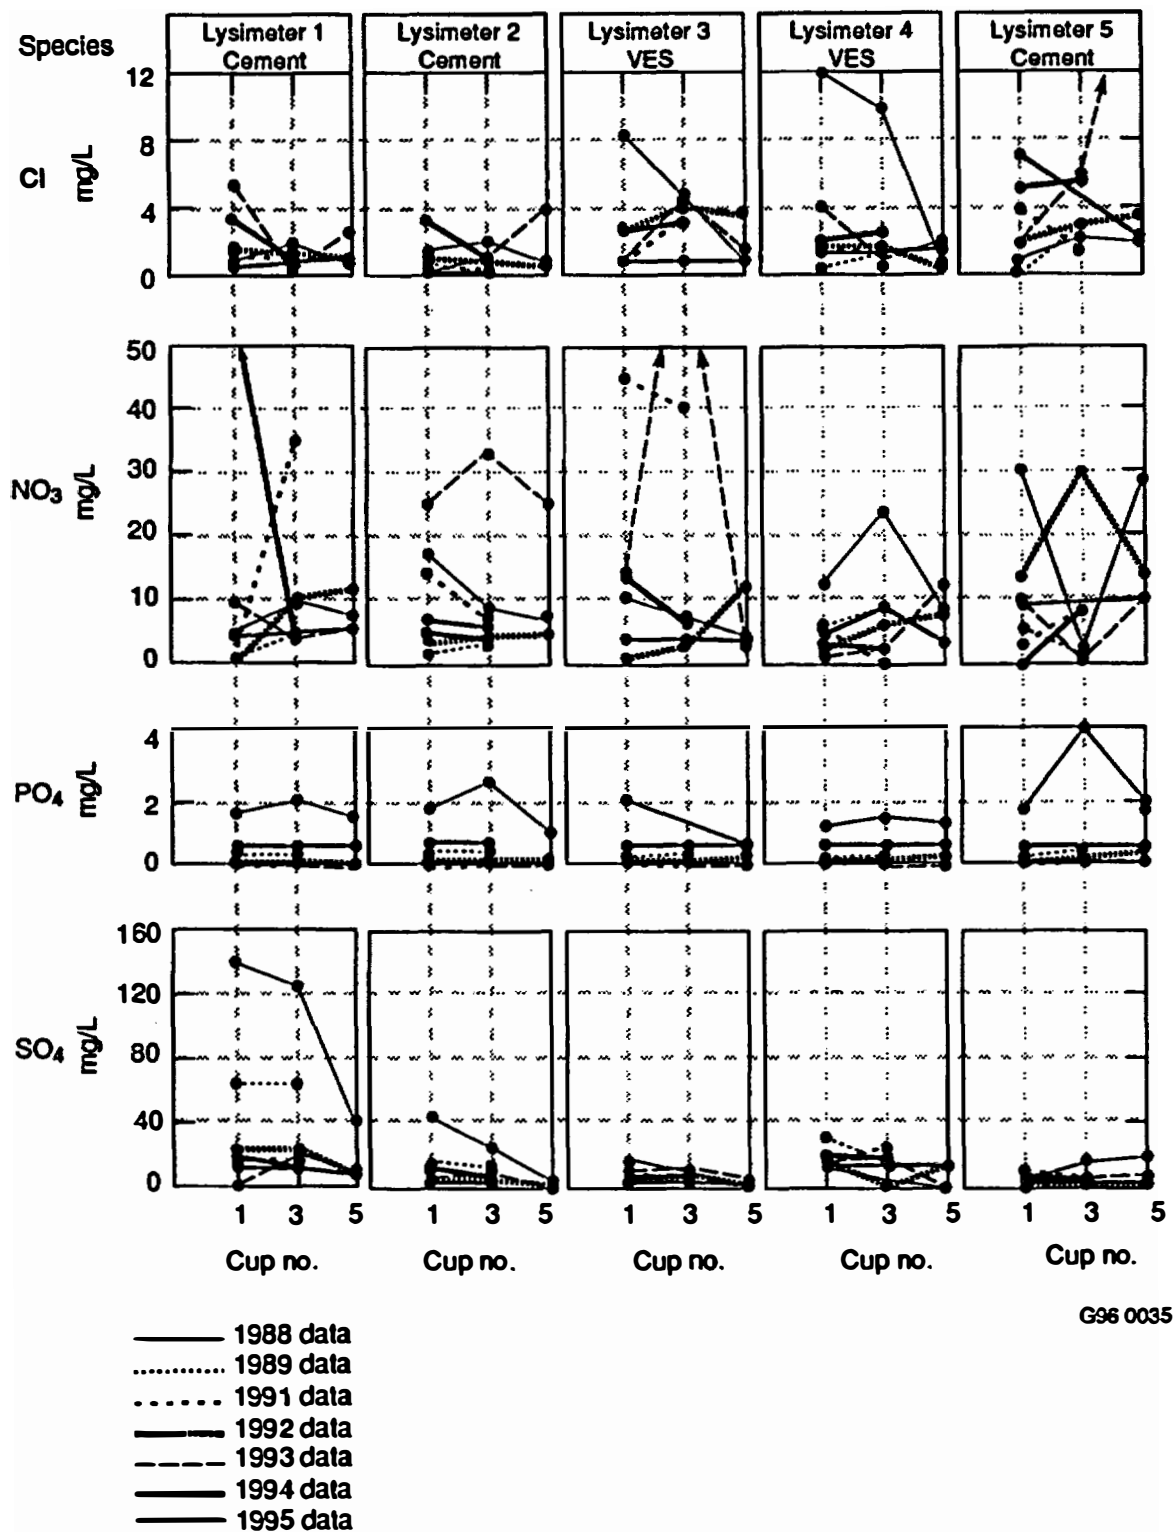 Species
Lysimeter 1 Cement
Lysimeter 2 Cement
Lysimeter 3 VES
Lysimeter 4 VES
Lysimeter 5 Cement
Cl
mg/L
12
8
4
0
NO3
mg/L
50
40
30
20
10
0
PO4
mg/L
4
2
0
SO4
mg/L
160
120
80
40
0
1 3 5 1 3 5 1 3 5 1 3 5 1 3 5
Cup no. Cup no. Cup no. Cup no. Cup no.
G96 0035
1988 data
1989 data
1991 data
1992 data
1993 data
1994 data
1995 data